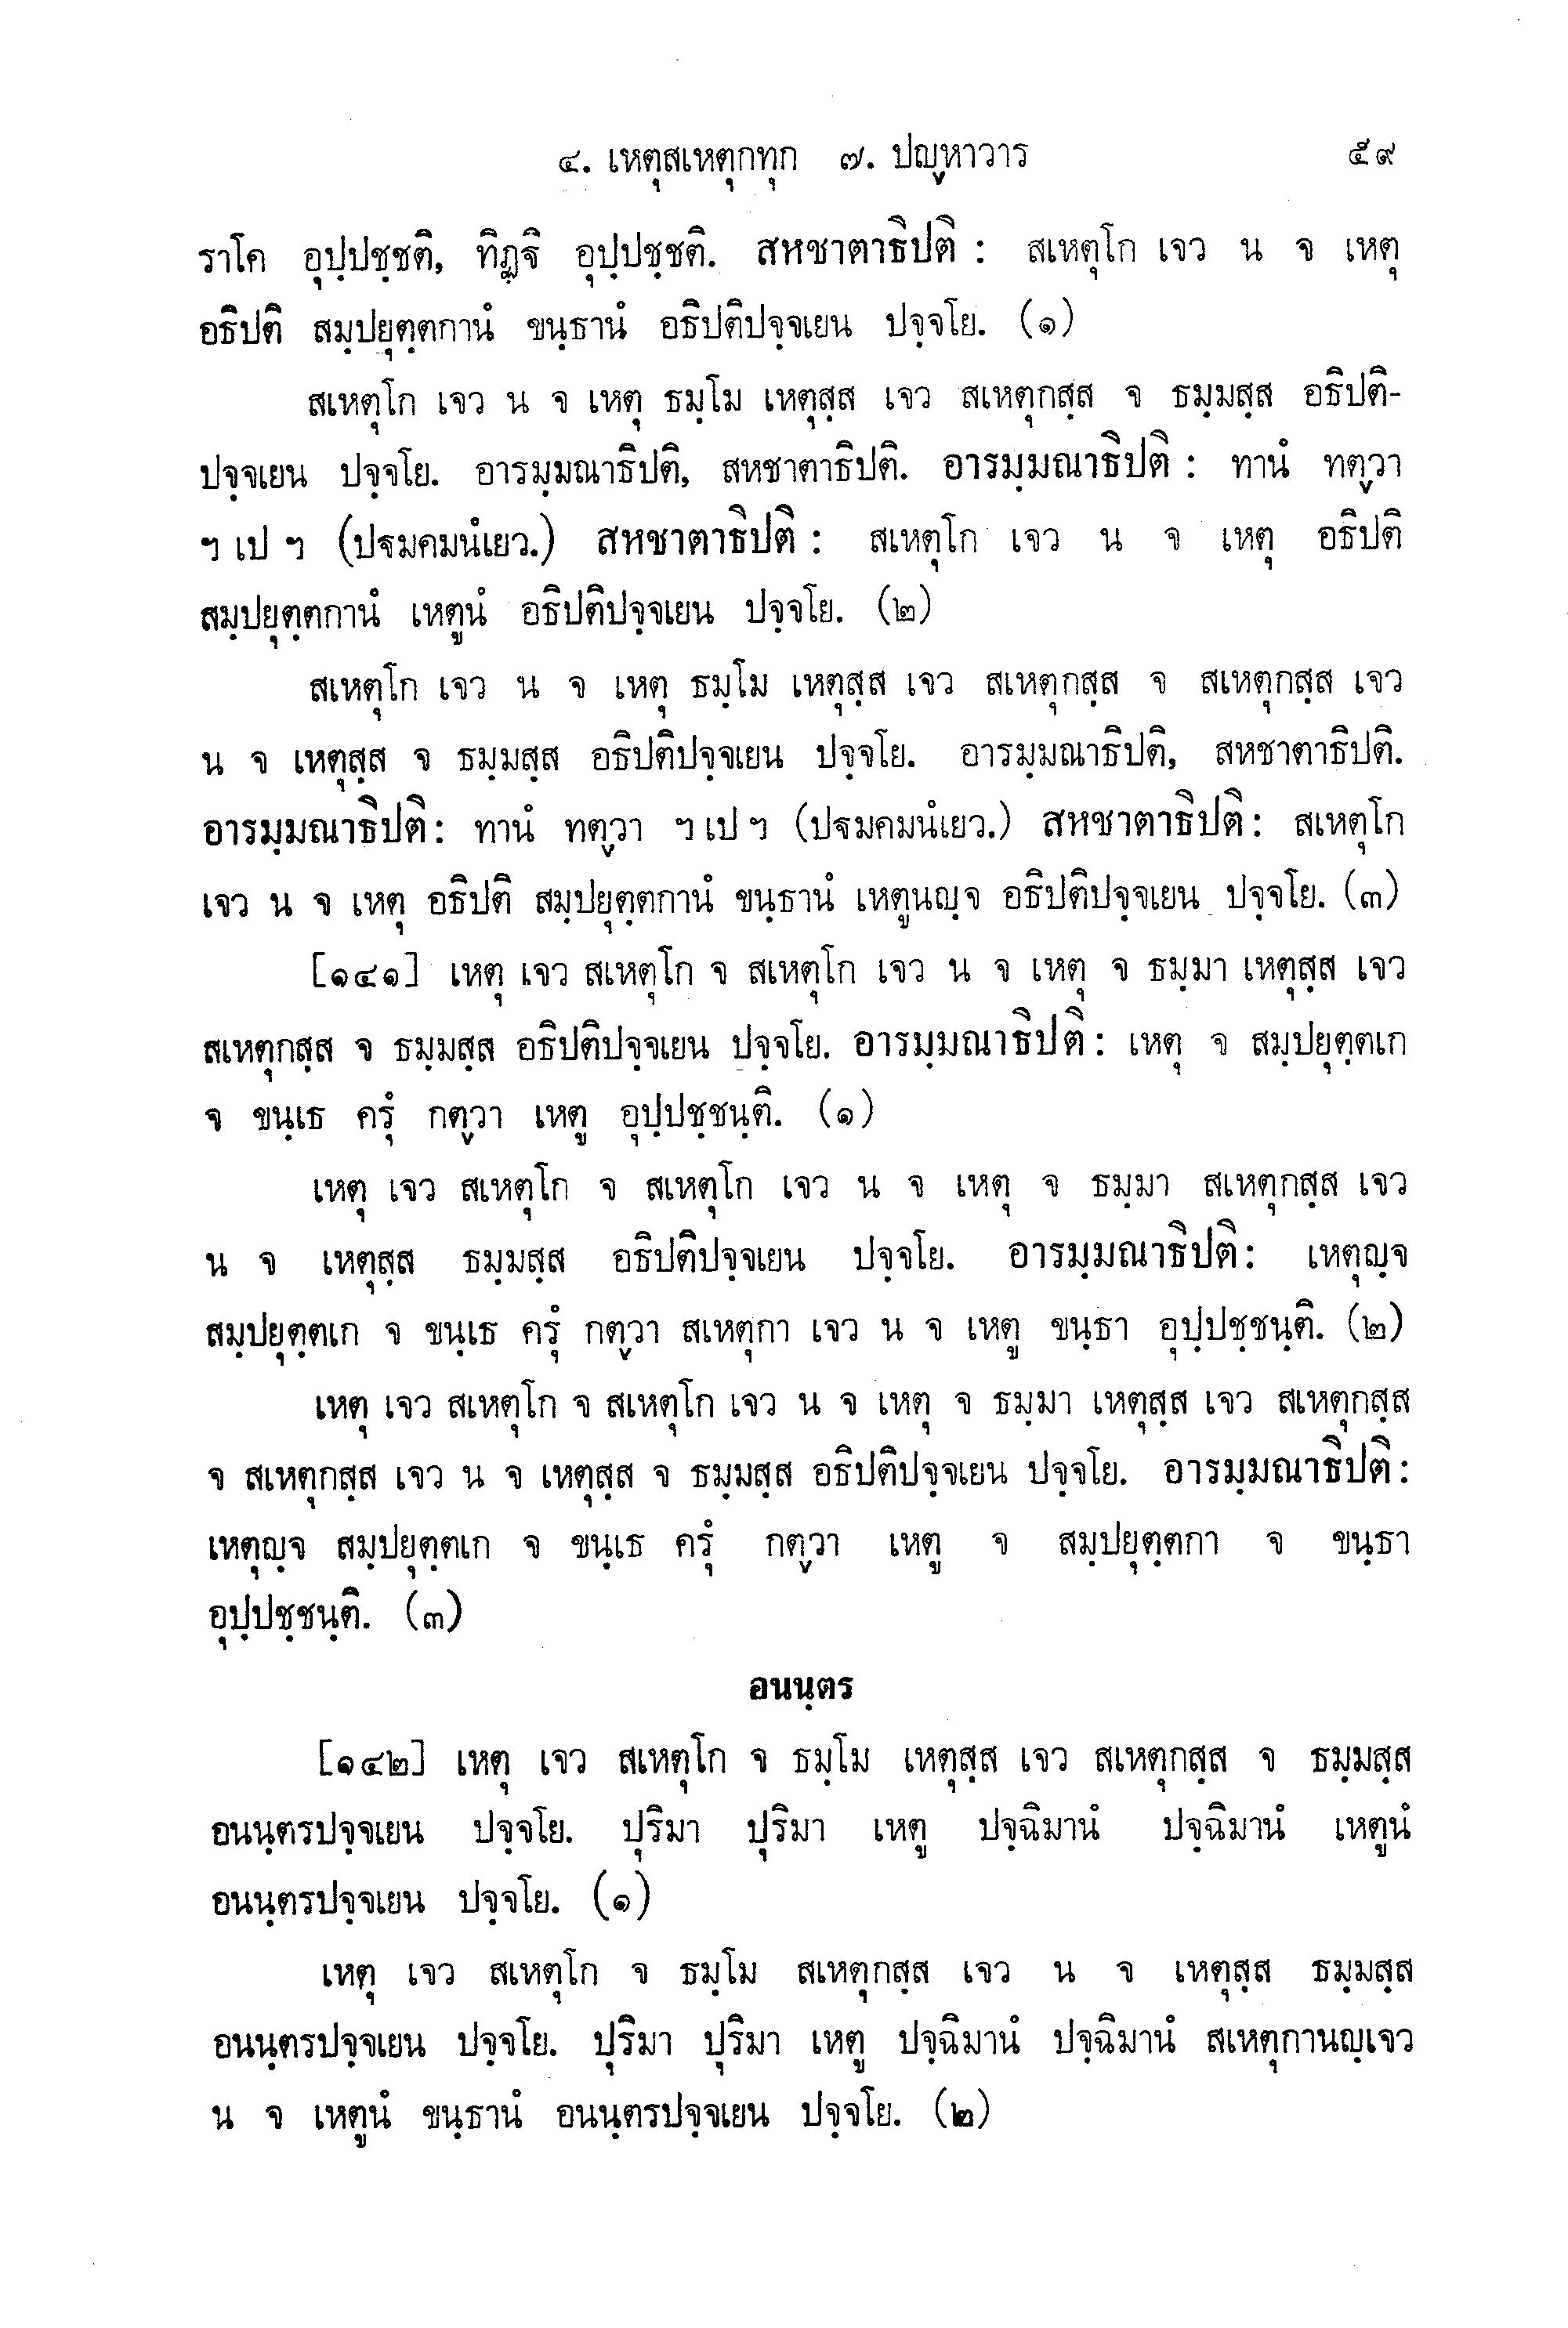 ๔. เหตุสเหตุกทุก ๗. ปญฺหาวาร ๕๙
ราโค อุปฺปชฺชติ, ทิฏฺฐิ อุปฺปชฺชติ. สหชาตาธิปติ : สเหตุโก เจว น จ เหตุ
อธิปติ สมฺปยุตฺตกานํ ขนฺธานํ อธิปติปจฺจเยน ปจฺจโย. (๑)
สเหตุโก เจว น จ เหตุ ธมฺโม เหตุสฺส เจว สเหตุกสฺส จ ธมฺมสฺส อธิปติ-
ปจฺจเยน ปจฺจโย. อารมฺมณาธิปติ, สหชาตาธิปติ. อารมฺมณาธิปติ : ทานํ ทตฺวา
ฯ เป ฯ (ปฐมคมนํเยว.) สหชาตาธิปติ : สเหตุโก เจว น จ เหตุ อธิปติ
สมฺปยุตฺตกานํ เหตูนํ อธิปติปจฺจเยน ปจฺจโย. (๒)
สเหตุโก เจว น จ เหตุ ธมฺโม เหตุสฺส เจว สเหตุกสฺส จ สเหตุกสฺส เจว
น จ เหตุสฺส จ ธมฺมสฺส อธิปติปจฺจเยน ปจฺจโย. อารมฺมณาธิปติ, สหชาตาธิปติ.
อารมฺมณาธิปติ : ทานํ ทตฺวา ฯ เป ฯ (ปฐมคมนํเยว.) สหชาตาธิปติ : สเหตุโก
เจว น จ เหตุ อธิปติ สมฺปยุตฺตกานํ ขนฺธานํ เหตูนญฺจ อธิปติปจฺจเยน ปจฺจโย. (๓)
[๑๔๑] เหตุ เจว สเหตุโก จ สเหตุโก เจว น จ เหตุ จ ธมฺมา เหตุสฺส เจว
สเหตุกสฺส จ ธมฺมสฺส อธิปติปจฺจเยน ปจฺจโย. อารมฺมณาธิปติ : เหตุ จ สมฺปยุตฺตเก
จ ขนฺเธ ครุํ กตฺวา เหตู อุปฺปชฺชนฺติ. (๑)
เหตุ เจว สเหตุโก จ สเหตุโก เจว น จ เหตุ จ ธมฺมา สเหตุกสฺส เจว
น จ เหตุสฺส ธมฺมสฺส อธิปติปจฺจเยน ปจฺจโย. อารมฺมณาธิปติ : เหตุญฺจ
สมฺปยุตฺตเก จ ขนฺเธ ครุํ กตฺวา สเหตุกา เจว น จ เหตู ขนฺธา อุปฺปชฺชนฺติ. (๒)
เหตุ เจว สเหตุโก จ สเหตุโก เจว น จ เหตุ จ ธมฺมา เหตุสฺส เจว สเหตุกสฺส
จ สเหตุกสฺส เจว น จ เหตุสฺส จ ธมฺมสฺส อธิปติปจฺจเยน ปจฺจโย. อารมฺมณาธิปติ :
เหตุญฺจ สมฺปยุตฺตเก จ ขนฺเธ ครุํ กตฺวา เหตู จ สมฺปยุตฺตกา จ ขนฺธา
อุปฺปชฺชนฺติ. (๓)
อนนฺตร
[๑๔๒] เหตุ เจว สเหตุโก จ ธมฺโม เหตุสฺส เจว สเหตุกสฺส จ ธมฺมสฺส
อนนฺตรปจฺจเยน ปจฺจโย. ปุริมา ปุริมา เหตู ปจฺฉิมานํ ปจฺฉิมานํ เหตูนํ
อนนฺตรปจฺจเยน ปจฺจโย. (๑)
เหตุ เจว สเหตุโก จ ธมฺโม สเหตุกสฺส เจว น จ เหตุสฺส ธมฺมสฺส
อนนฺตรปจฺจเยน ปจฺจโย. ปุริมา ปุริมา เหตู ปจฺฉิมานํ ปจฺฉิมานํ สเหตุกานญฺเจว
น จ เหตูนํ ขนฺธานํ อนนฺตรปจฺจเยน ปจฺจโย. (๒)